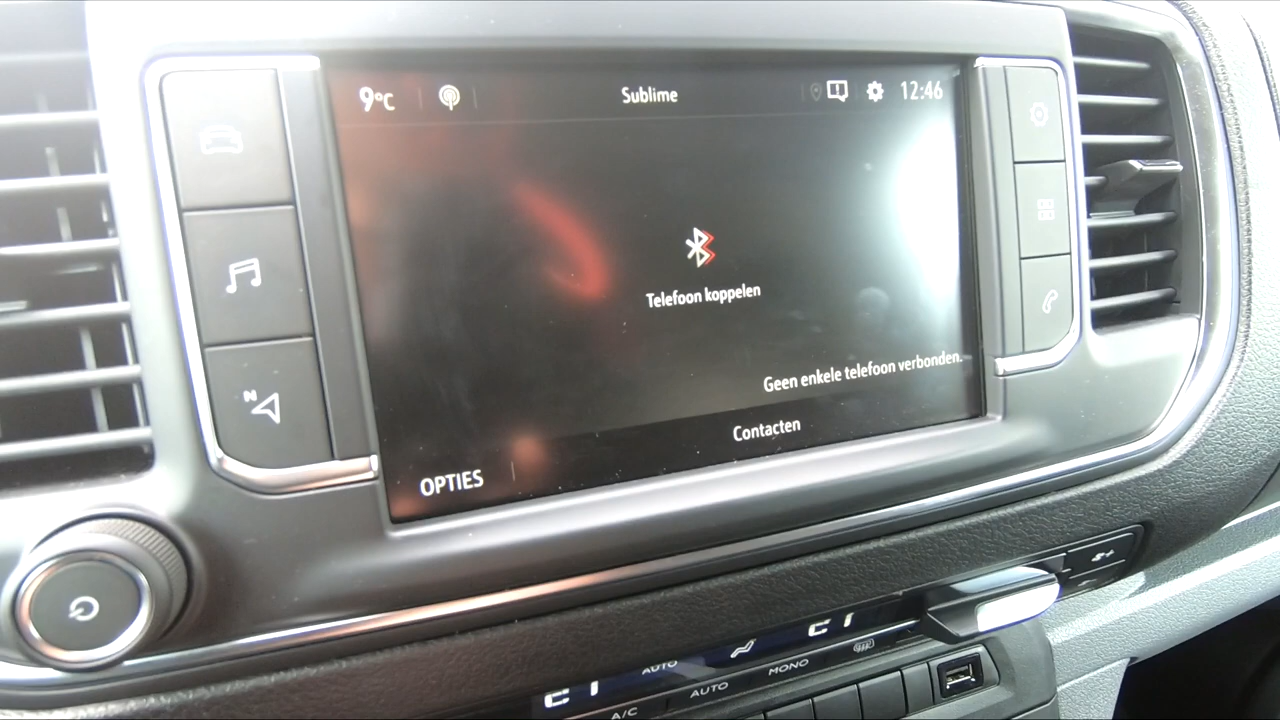 9°C
Sublime
12:46
Telefoon koppelen
Geen enkele telefoon verbonden.
Contacten
OPTIES
N
AUTO
A/C
AUTO
MONO